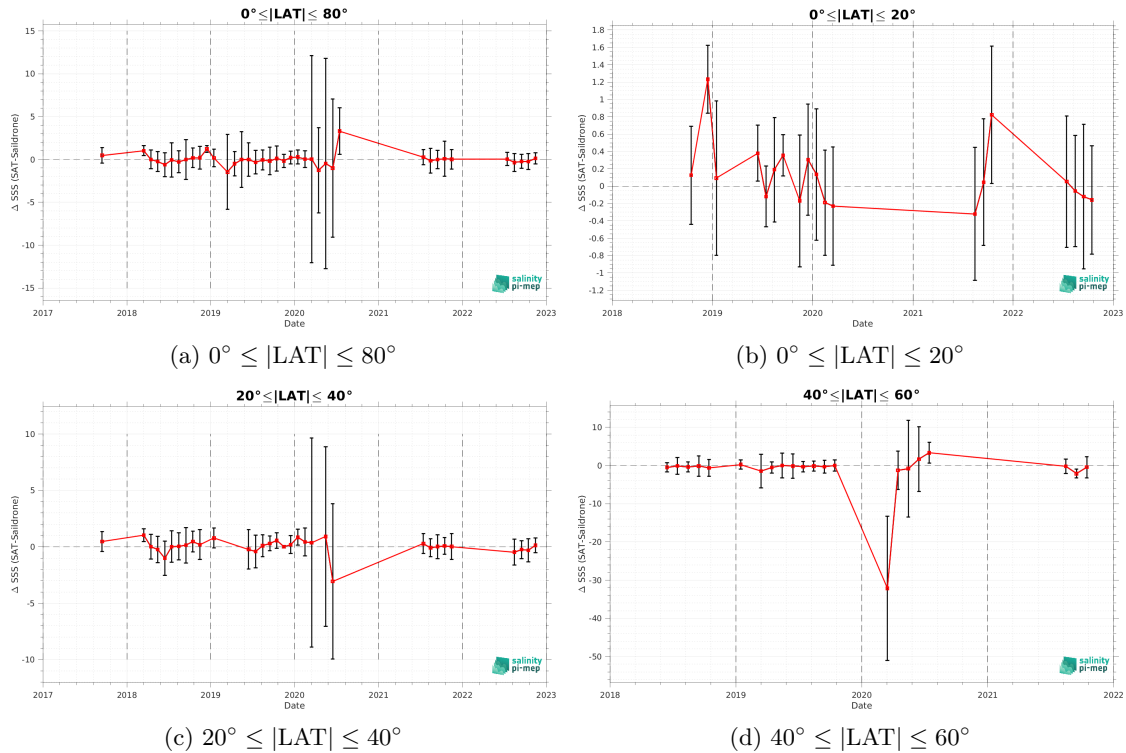 0°≤|LAT|≤ 80°
Δ SSS (SAT-Saildrone)
15
10
5
0
-5
-10
-15
salinity
pi-mep
2017 2018 2019 2020 2021 2022 2023
Date
(a) 0° ≤ |LAT| ≤ 80°
0°≤|LAT|≤ 20°
Δ SSS (SAT-Saildrone)
1.8
1.6
1.4
1.2
1
0.8
0.6
0.4
0.2
0
-0.2
-0.4
-0.6
-0.8
-1
-1.2
salinity
pi-mep
2018 2019 2020 2021 2022 2023
Date
(b) 0° ≤ |LAT| ≤ 20°
20°≤|LAT|≤ 40°
Δ SSS (SAT-Saildrone)
10
5
0
-5
-10
salinity
pi-mep
2017 2018 2019 2020 2021 2022 2023
Date
(c) 20° ≤ |LAT| ≤ 40°
40°≤|LAT|≤ 60°
Δ SSS (SAT-Saildrone)
10
0
-10
-20
-30
-40
-50
salinity
pi-mep
2018 2019 2020 2021 2022
Date
(d) 40° ≤ |LAT| ≤ 60°